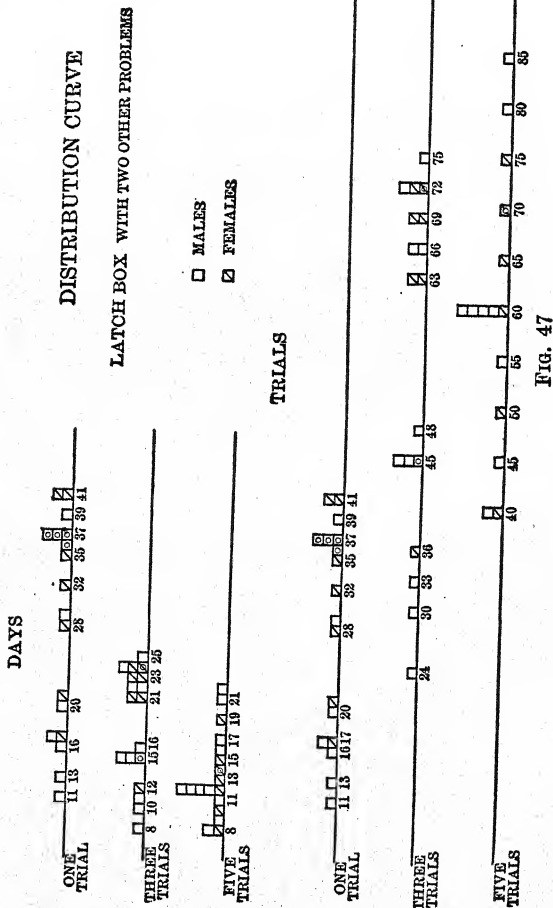 DISTRIBUTION CURVE
LATCH BOX WITH TWO OTHER PROBLEMS
MALES
FEMALES
DAYS
ONE
TRIAL
11 13 16 20 28 32 35 37 39 41
THREE
TRIALS
8 10 12 15 16 21 23 25
FIVE
TRIALS
8 11 13 15 17 19 21
TRIALS
ONE
TRIAL
11 13 16 17 20 28 32 35 37 39 41
THREE
TRIALS
24 30 33 36 45 48 63 66 69 72 75
FIVE
TRIALS
40 45 50 55 60 65 70 75 80 85
FIG. 47